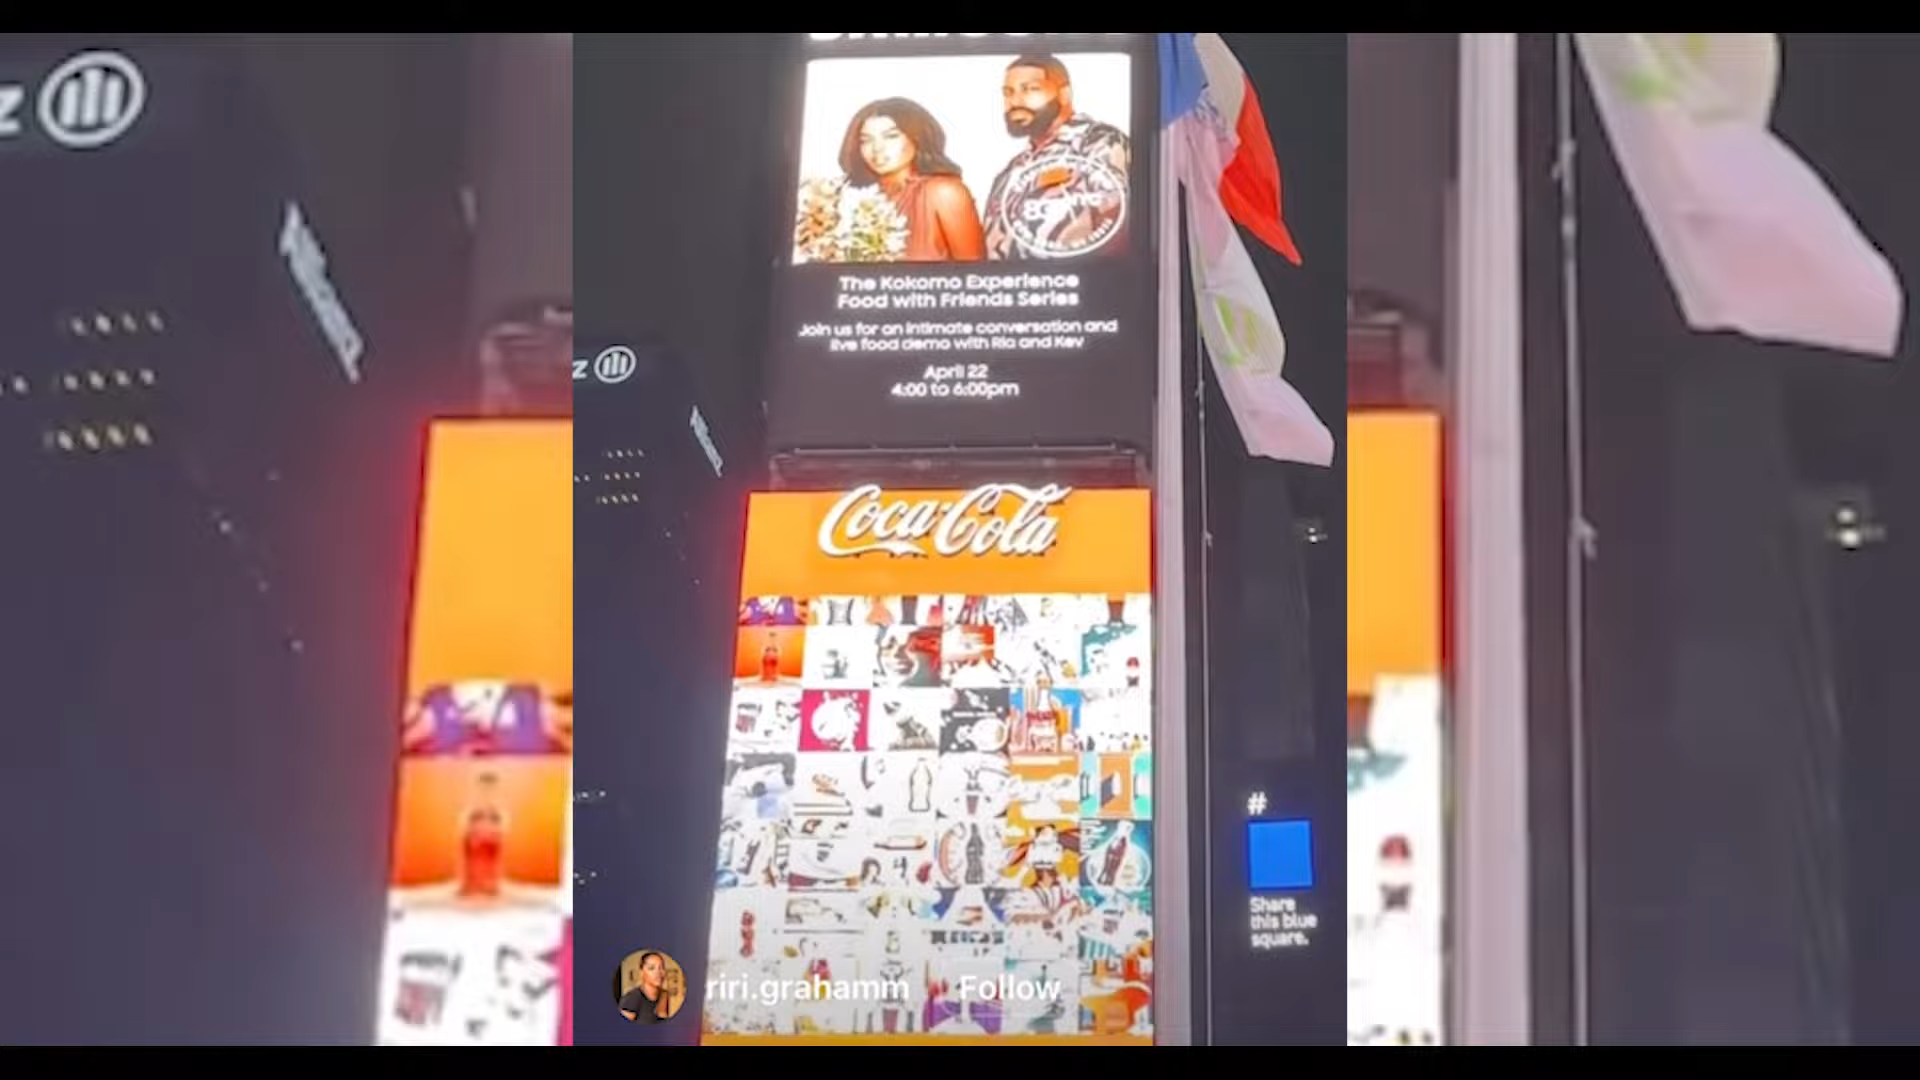 The Kokomo Experience
Food with Friends Series
Join us for an intimate conversation and
live food demo with Ria and Kev
April 22
4:00 to 6:00pm
Coca-Cola
#
Share
this blue
square.
riri.grahamm Follow